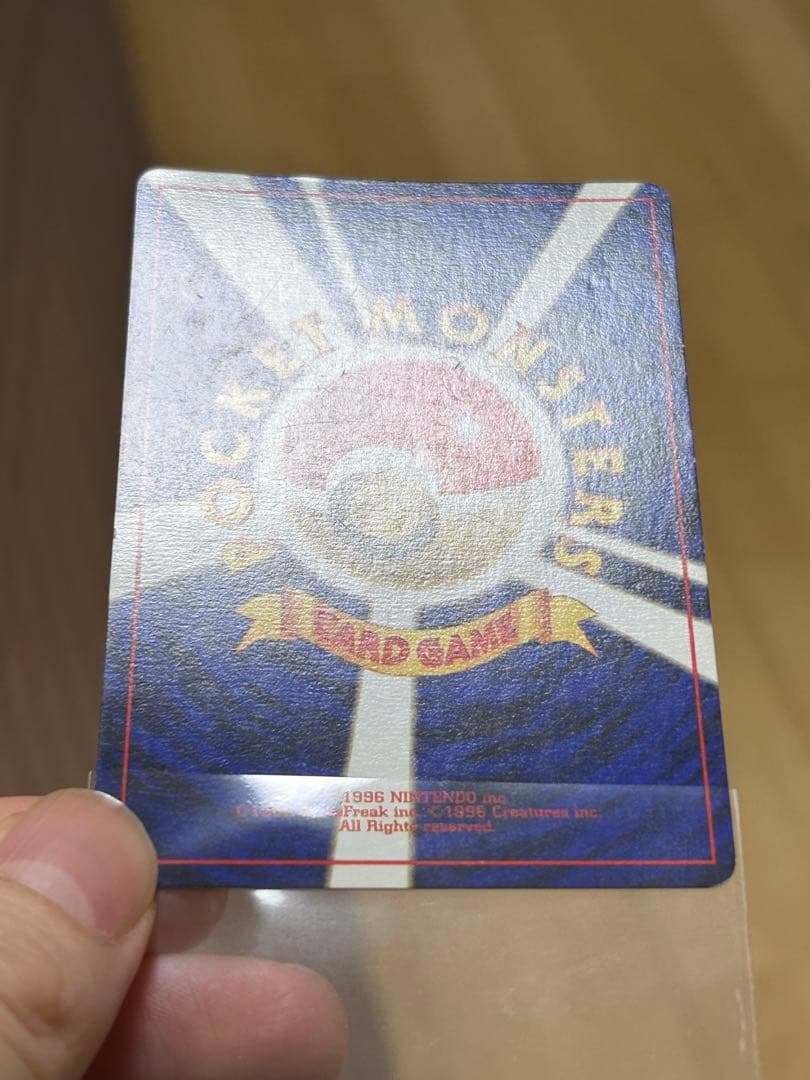 POCKET MONSTERS
CARD GAME
1996 NINTENDO inc.
Freak inc. ©1996 Creatures inc.
All Rights reserved.